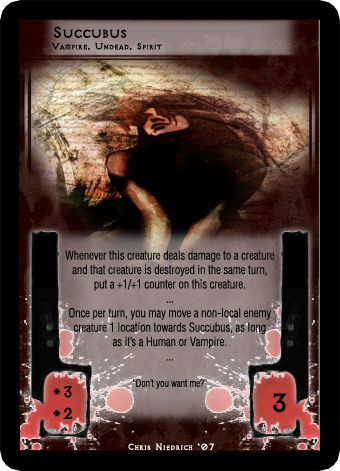 Succubus
Vampire, Undead, Spirit
Whenever this creature deals damage to a creature
and that creature is destroyed in the same turn,
put a +1/+1 counter on this creature.
...
Once per turn, you may move a non-local enemy
creature 1 location towards Succubus, as long
as it's a Human or Vampire.
...
"Don't you want me?"
3
2
3
Chris Niedrich '07